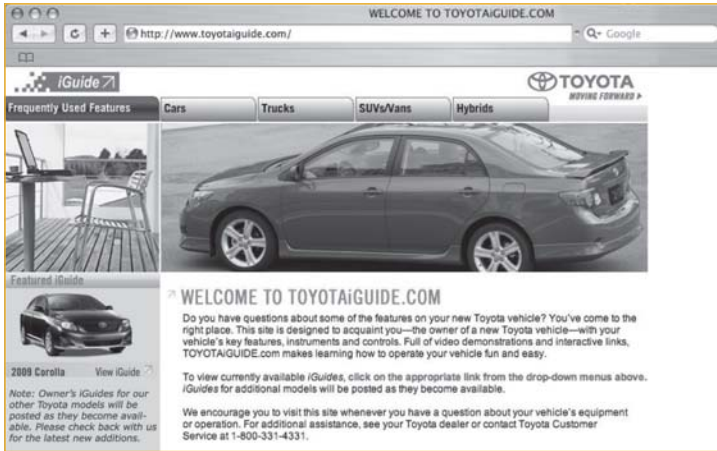 WELCOME TO TOYOTAiGUIDE.COM
http://www.toyotaiguide.com/
Google
iGuide
TOYOTA
MOVING FORWARD
Frequently Used Features
Cars
Trucks
SUVs/Vans
Hybrids
Featured iGuide
2009 Corolla
View iGuide
Note: Owner's iGuides for our
other Toyota models will be
posted as they become avail-
able. Please check back with us
for the latest new additions.
WELCOME TO TOYOTAiGUIDE.COM
Do you have questions about some of the features on your new Toyota vehicle? You've come to the
right place. This site is designed to acquaint you—the owner of a new Toyota vehicle—with your
vehicle's key features, instruments and controls. Full of video demonstrations and interactive links,
TOYOTAiGUIDE.com makes learning how to operate your vehicle fun and easy.
To view currently available iGuides, click on the appropriate link from the drop-down menus above.
iGuides for additional models will be posted as they become available.
We encourage you to visit this site whenever you have a question about your vehicle's equipment
or operation. For additional assistance, see your Toyota dealer or contact Toyota Customer
Service at 1-800-331-4331.